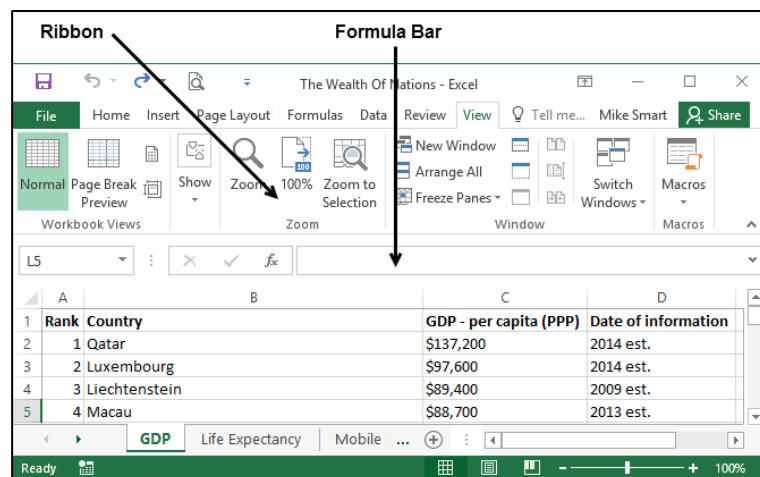 Ribbon Formula Bar
The Wealth Of Nations - Excel
File Home Insert Page Layout Formulas Data Review View Tell me... Mike Smart Share
Normal Page Break Preview Show Zoom 100% Zoom to Selection New Window Arrange All Freeze Panes Switch Windows Macros
Workbook Views Zoom Window Macros
L5 fx
A B C D
1 Rank Country GDP - per capita (PPP) Date of information
2 1 Qatar $137,200 2014 est.
3 2 Luxembourg $97,600 2014 est.
4 3 Liechtenstein $89,400 2009 est.
5 4 Macau $88,700 2013 est.
GDP Life Expectancy Mobile ...
Ready 100%